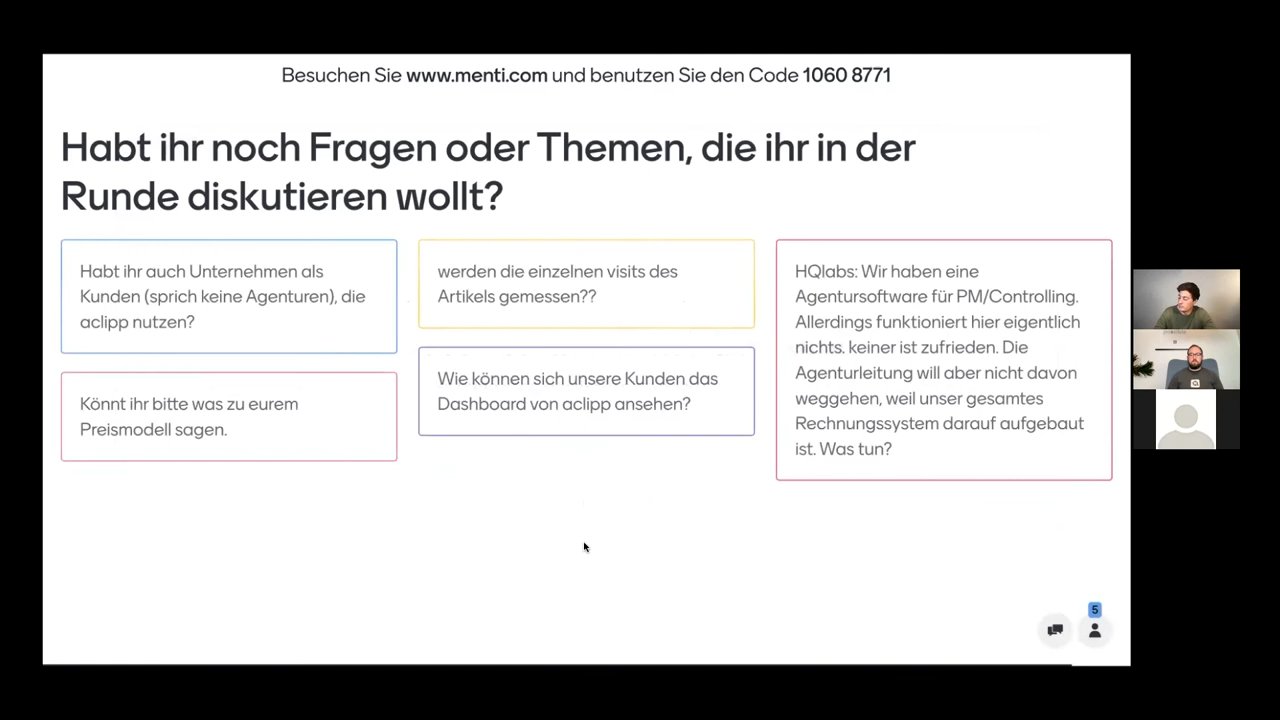 Besuchen Sie www.menti.com und benutzen Sie den Code 1060 8771
Habt ihr noch Fragen oder Themen, die ihr in der
Runde diskutieren wollt?
Habt ihr auch Unternehmen als
Kunden (sprich keine Agenturen), die
aclipp nutzen?
Könnt ihr bitte was zu eurem
Preismodell sagen.
werden die einzelnen visits des
Artikels gemessen??
Wie können sich unsere Kunden das
Dashboard von aclipp ansehen?
HQlabs: Wir haben eine
Agentursoftware für PM/Controlling.
Allerdings funktioniert hier eigentlich
nichts. keiner ist zufrieden. Die
Agenturleitung will aber nicht davon
weggehen, weil unser gesamtes
Rechnungssystem darauf aufgebaut
ist. Was tun?
5